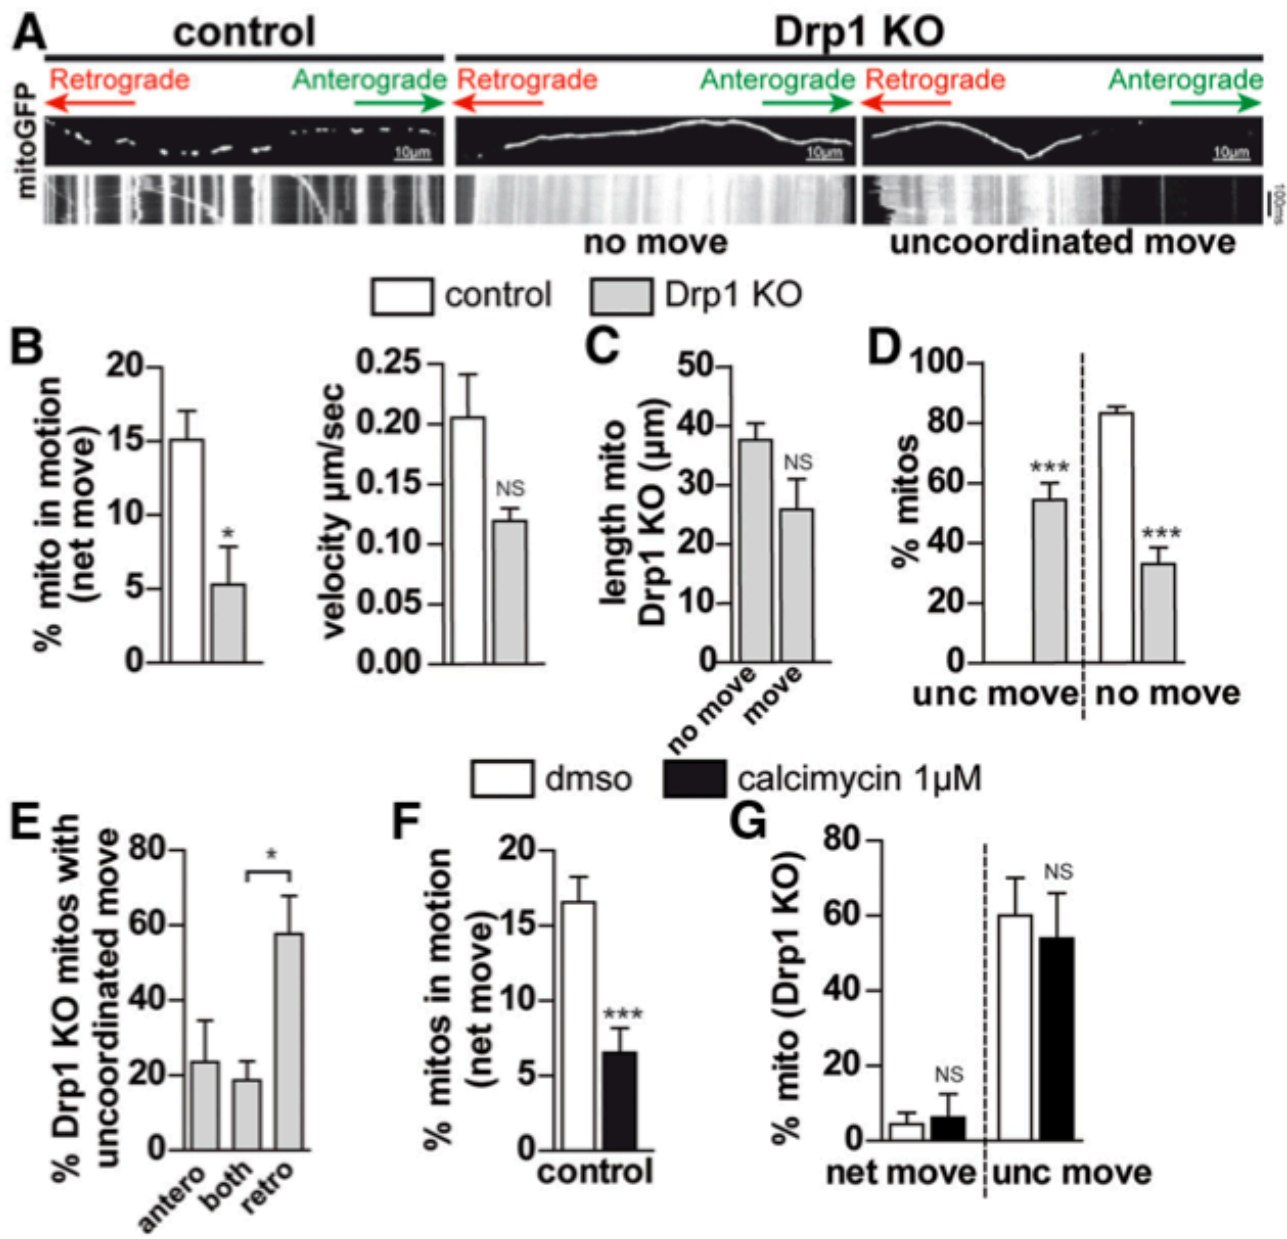 A
control
Drp1 KO
Retrograde Anterograde Retrograde Anterograde Retrograde Anterograde
mitoGFP
10µm 10µm 10µm
100ns
no move
uncoordinated move
control Drp1 KO
B
% mito in motion
(net move)
20
15
10
5
0
*
velocity µm/sec
0.25
0.20
0.15
0.10
0.05
0.00
NS
C
length mito
Drp1 KO (µm)
50
40
30
20
10
0
NS
no move
move
D
% mitos
100
80
60
40
20
0
***
***
unc move no move
dmso calcimycin 1µM
E
% Drp1 KO mitos with
uncoordinated move
80
60
40
20
0
*
antero
both
retro
F
% mitos in motion
(net move)
20
15
10
5
0
***
control
G
% mito (Drp1 KO)
80
60
40
20
0
NS
NS
net move unc move